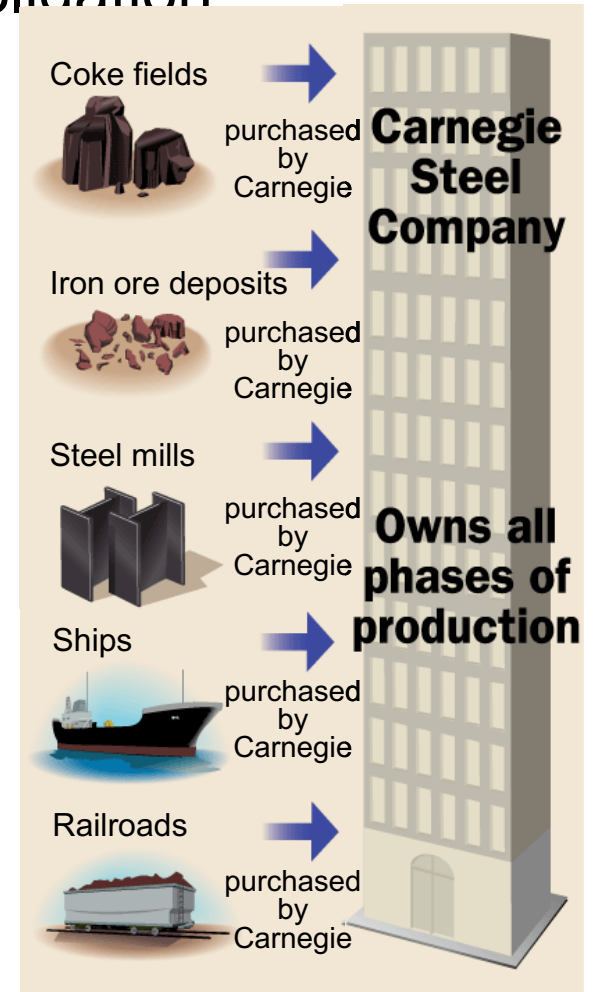 Coke fields
purchased
by
Carnegie
Carnegie
Steel
Company
Iron ore deposits
purchased
by
Carnegie
Steel mills
purchased
by
Carnegie
Owns all
phases of
production
Ships
purchased
by
Carnegie
Railroads
purchased
by
Carnegie